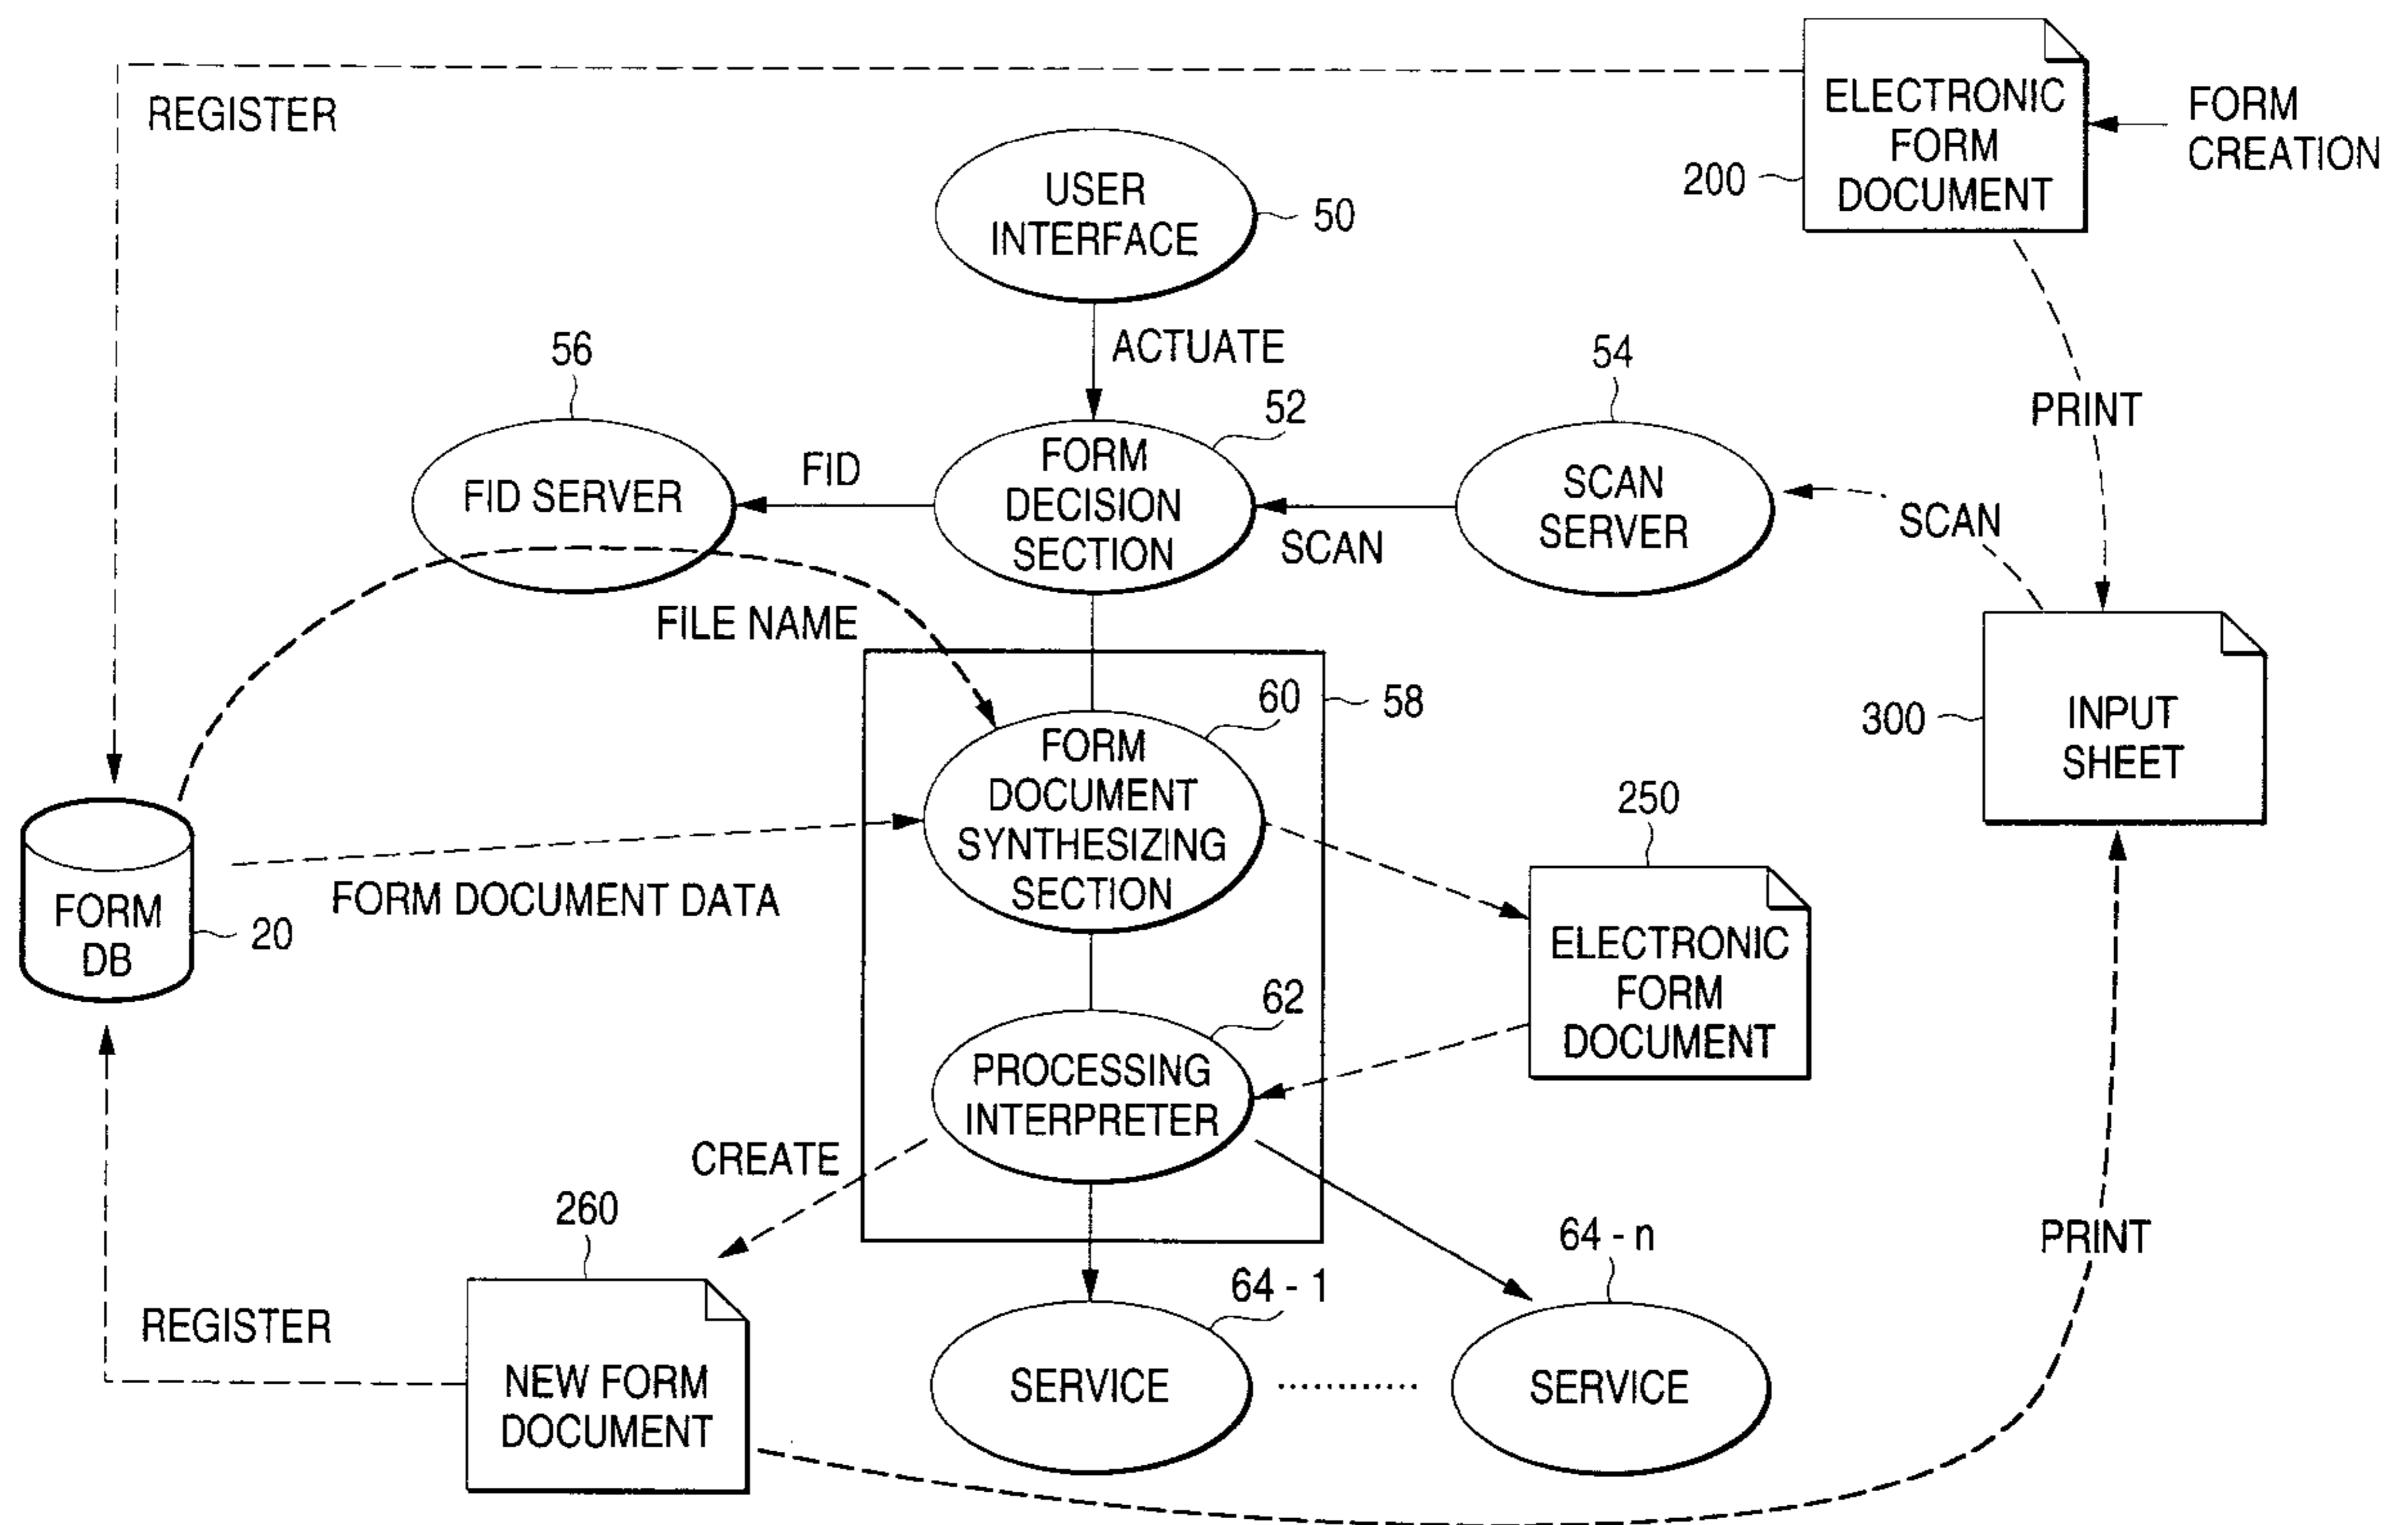 REGISTER
ELECTRONIC
FORM
DOCUMENT
200
FORM
CREATION
USER
INTERFACE
50
ACTUATE
56
52
54
PRINT
FID SERVER
FID
FORM
DECISION
SECTION
SCAN
SCAN
SERVER
SCAN
FILE NAME
58
60
FORM
DOCUMENT
SYNTHESIZING
SECTION
300
INPUT
SHEET
FORM
DB
20
FORM DOCUMENT DATA
250
ELECTRONIC
FORM
DOCUMENT
62
PROCESSING
INTERPRETER
CREATE
260
REGISTER
NEW FORM
DOCUMENT
64 - 1
SERVICE
64 - n
SERVICE
PRINT